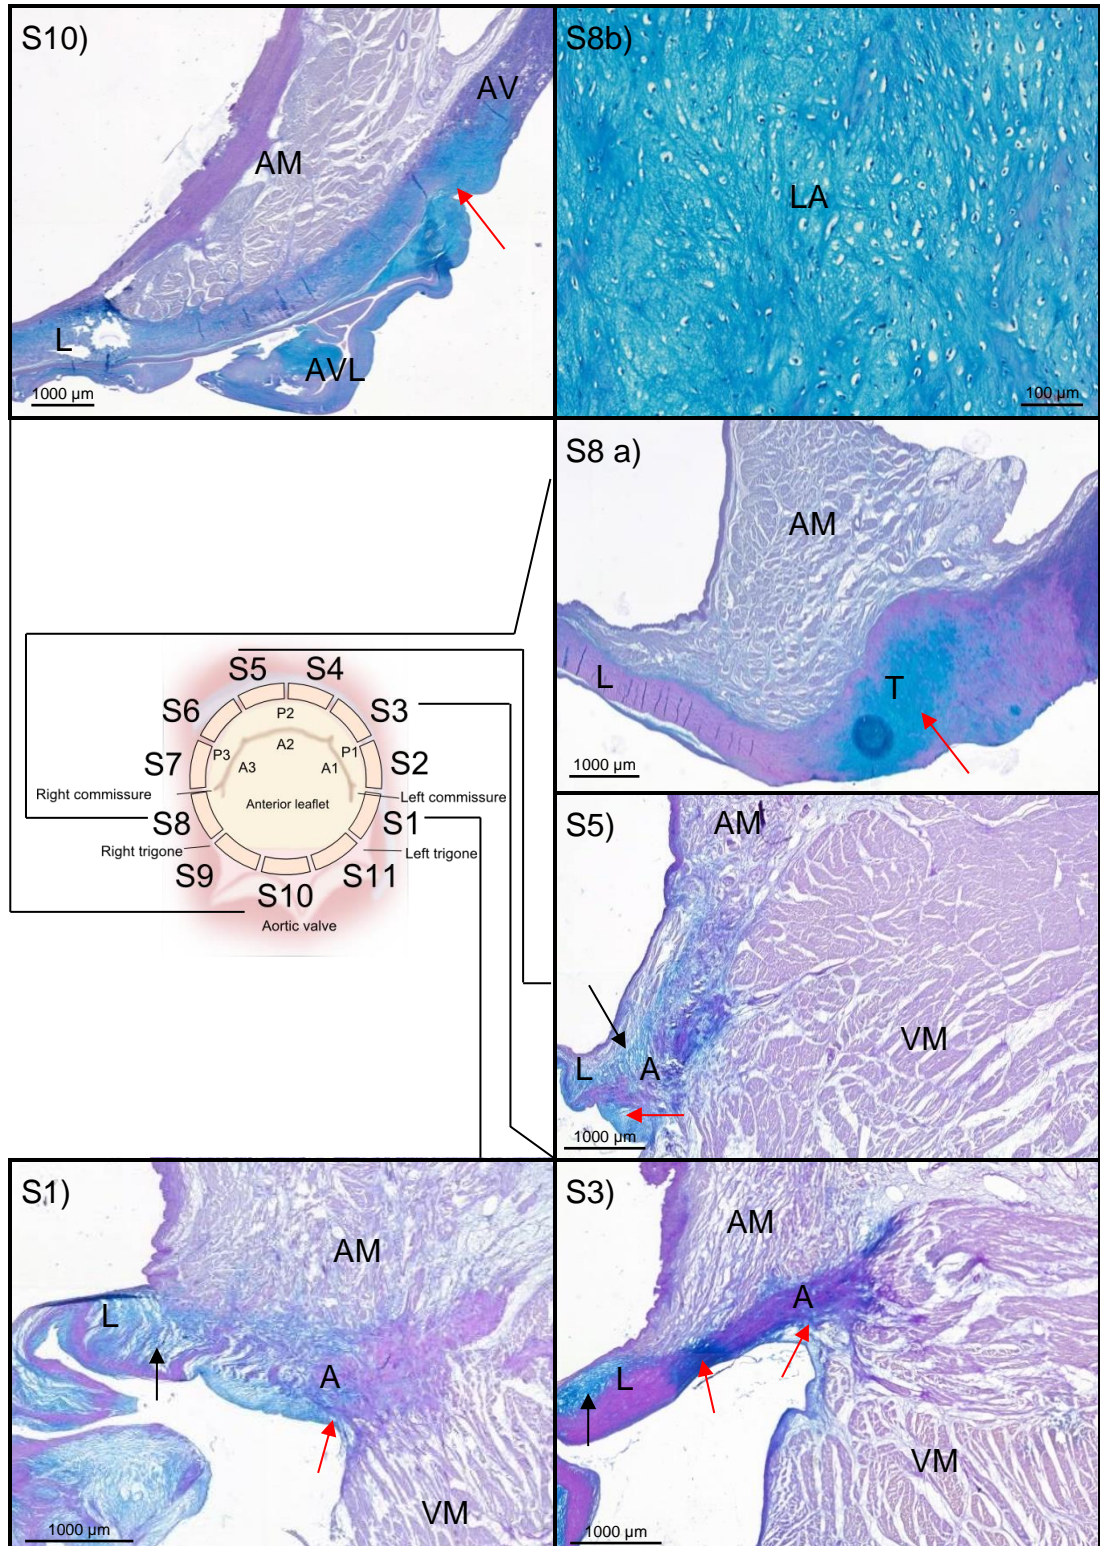 S10)
AV
AM
L
AVL
1000 µm
S8b)
LA
100 µm
S8 a)
AM
L
T
1000 µm
S5
S4
S6
S3
P2
A2
S7
P3
P1
S2
A3
A1
Right commissure
Anterior leaflet
Left commissure
S8
S1
Right trigone
Left trigone
S9
S10
S11
Aortic valve
S5)
AM
VM
L
A
1000 µm
S1)
AM
L
A
VM
1000 µm
S3)
AM
A
L
VM
1000 µm